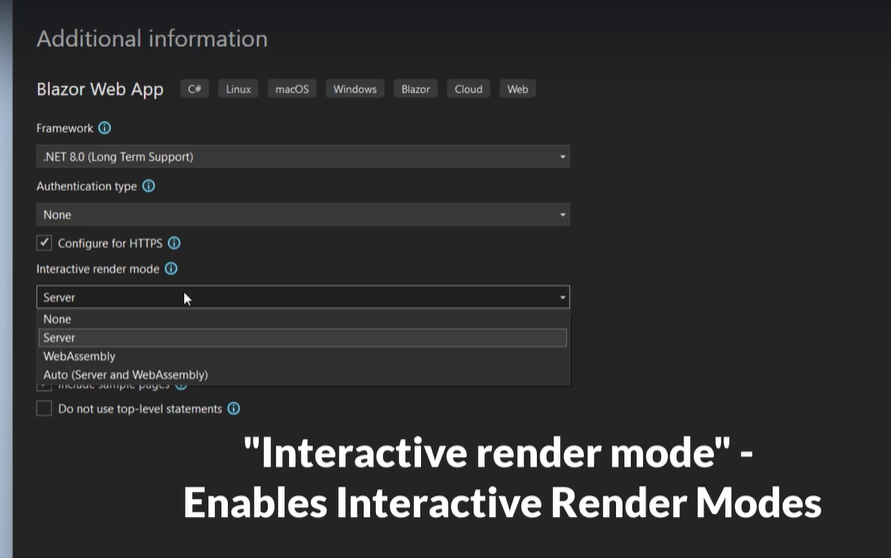 Additional information
Blazor Web App C# Linux macOS Windows Blazor Cloud Web
Framework
.NET 8.0 (Long Term Support)
Authentication type
None
Configure for HTTPS
Interactive render mode
Server
None
Server
WebAssembly
Auto (Server and WebAssembly)
Include sample pages
Do not use top-level statements
"Interactive render mode" -
Enables Interactive Render Modes